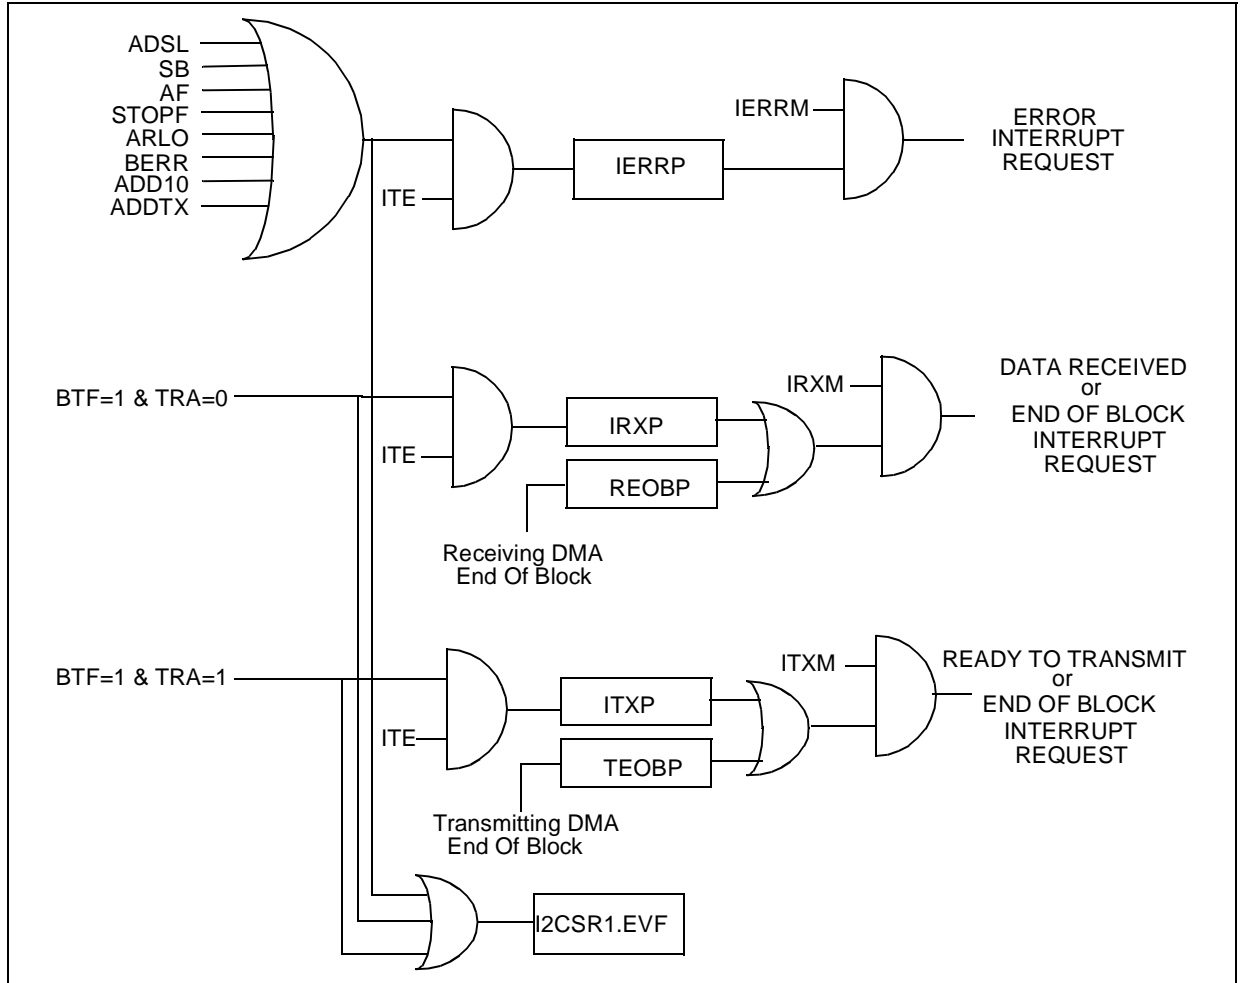 ADSL
SB
AF
STOPF
ARLO
BERR
ADD10
ADDTX
ITE
IERRP
IERRM
ERROR
INTERRUPT
REQUEST
BTF=1 & TRA=0
ITE
IRXP
REOBP
Receiving DMA
End Of Block
IRXM
DATA RECEIVED
or
END OF BLOCK
INTERRUPT
REQUEST
BTF=1 & TRA=1
ITE
ITXP
TEOBP
Transmitting DMA
End Of Block
ITXM
READY TO TRANSMIT
or
END OF BLOCK
INTERRUPT
REQUEST
I2CSR1.EVF